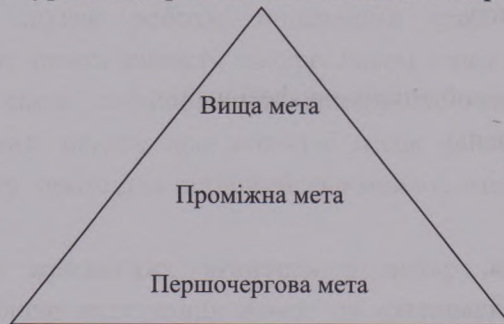 Вища мета
Проміжна мета
Першочергова мета